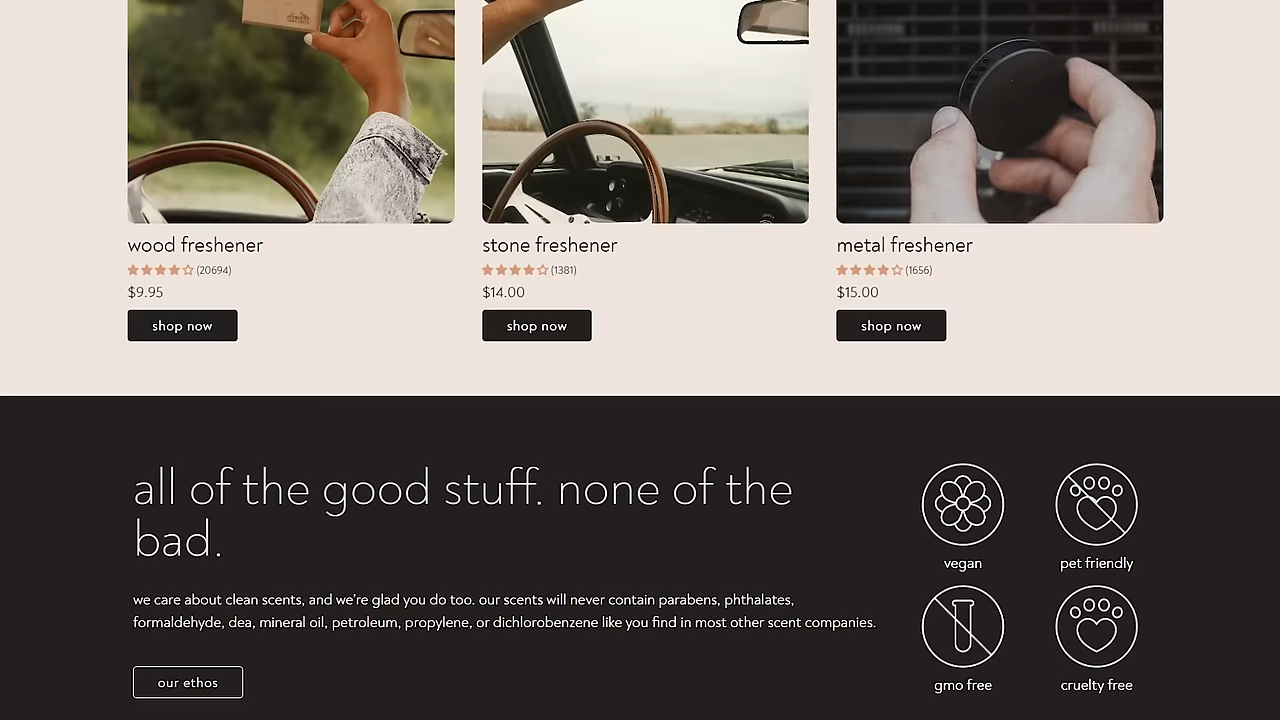 wood freshener
(20694)
$9.95
shop now
stone freshener
(1381)
$14.00
shop now
metal freshener
(1656)
$15.00
shop now
all of the good stuff. none of the
bad.
we care about clean scents, and we're glad you do too. our scents will never contain parabens, phthalates,
formaldehyde, dea, mineral oil, petroleum, propylene, or dichlorobenzene like you find in most other scent companies.
our ethos
vegan
pet friendly
gmo free
cruelty free